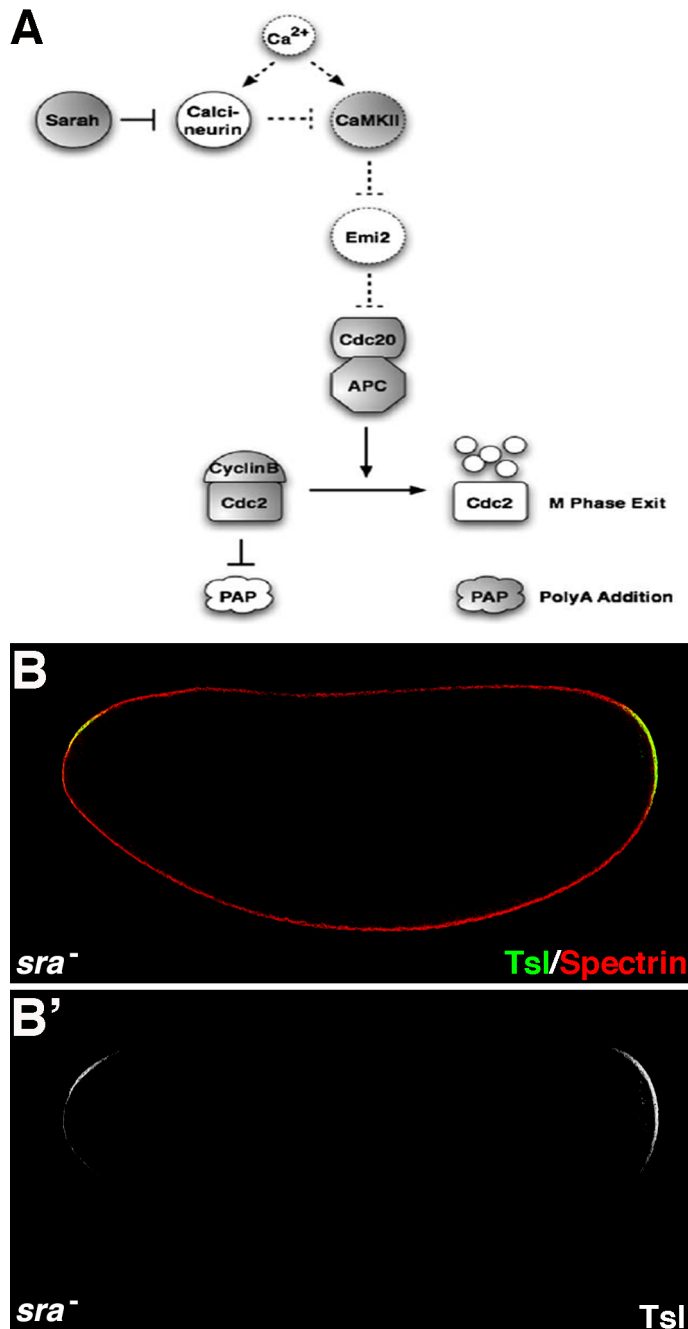 A
Ca2+
Sarah
Calci-
neurin
CaMKII
Emi2
Cdc20
APC
CyclinB
Cdc2
Cdc2
M Phase Exit
PAP
PAP
PolyA Addition
B
sra-
Tsl/Spectrin
B’
sra-
Tsl